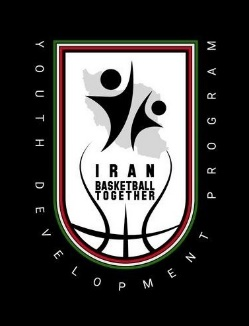 IRAN
BASKETBALL
TOGETHER
YOUTH DEVELOPMENT PROGRAM